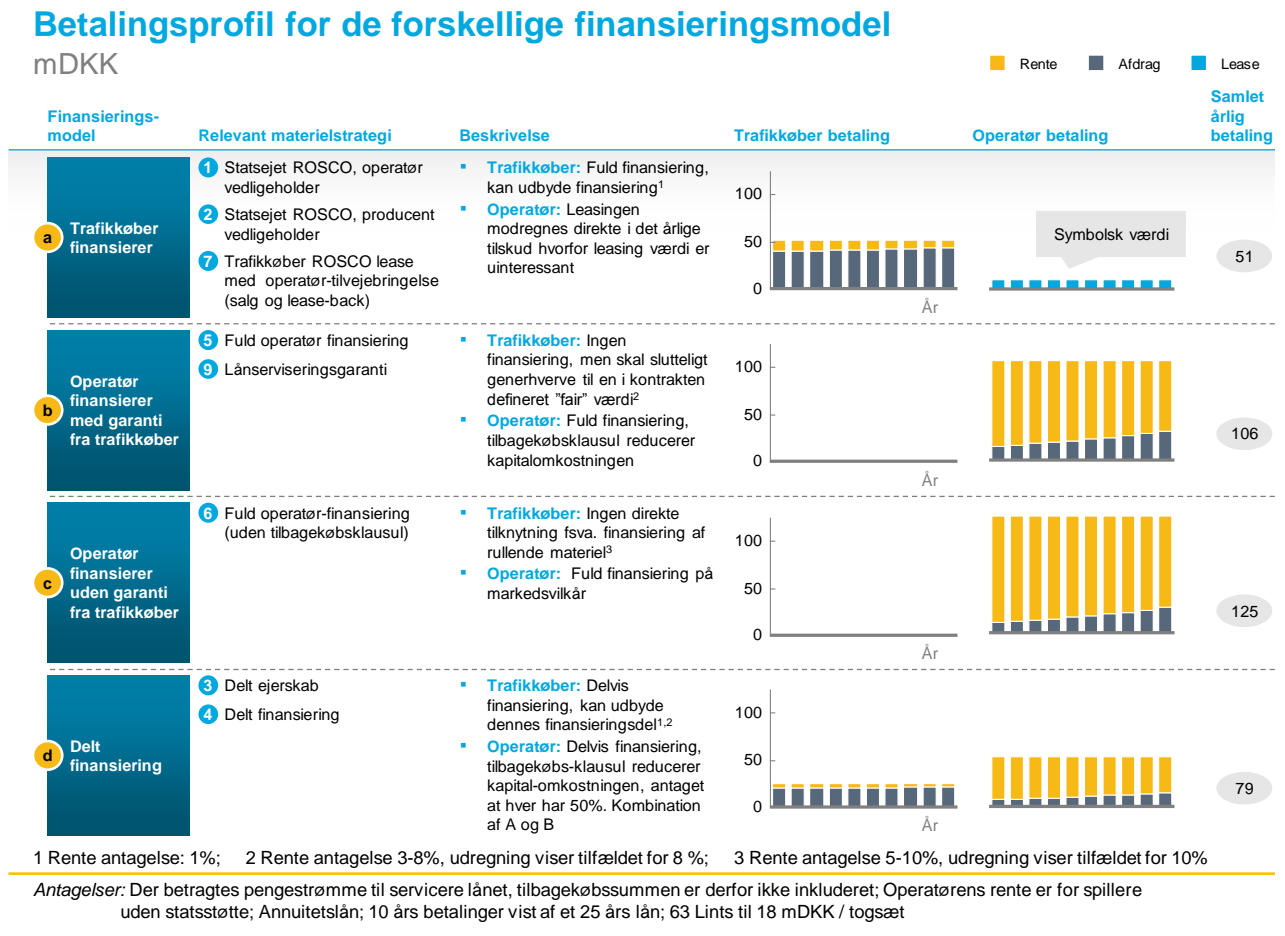 Betalingsprofil for de forskellige finansieringsmodel
mDKK
Rente Afdrag Lease
Finansierings-
model
Relevant materielstrategi
Beskrivelse
Trafikkøber betaling
Operatør betaling
Samlet
årlig
betaling
a
Trafikkøber
finansierer
1 Statsejet ROSCO, operatør
vedligeholder
2 Statsejet ROSCO, producent
vedligeholder
7 Trafikkøber ROSCO lease
med operatør-tilvejebringelse
(salg og lease-back)
▪ Trafikkøber: Fuld finansiering,
kan udbyde finansiering¹
▪ Operatør: Leasingen
modregnes direkte i det årlige
tilskud hvorfor leasing værdi er
uinteressant
100
50
0
År
Symbolsk værdi
51
b
Operatør
finansierer
med garanti
fra trafikkøber
5 Fuld operatør finansiering
9 Lånserviseringsgaranti
▪ Trafikkøber: Ingen
finansiering, men skal slutteligt
generhverve til en i kontrakten
defineret ”fair” værdi²
▪ Operatør: Fuld finansiering,
tilbagekøbsklausul reducerer
kapitalomkostningen
100
50
0
År
106
c
Operatør
finansierer
uden garanti
fra trafikkøber
6 Fuld operatør-finansiering
(uden tilbagekøbsklausul)
▪ Trafikkøber: Ingen direkte
tilknytning fsva. finansiering af
rullende materiel³
▪ Operatør: Fuld finansiering på
markedsvilkår
100
50
0
År
125
d
Delt
finansiering
3 Delt ejerskab
4 Delt finansiering
▪ Trafikkøber: Delvis
finansiering, kan udbyde
dennes finansieringsdel¹,²
▪ Operatør: Delvis finansiering,
tilbagekøbs-klausul reducerer
kapital-omkostningen, antaget
at hver har 50%. Kombination
af A og B
100
50
0
År
79
1 Rente antagelse: 1%; 2 Rente antagelse 3-8%, udregning viser tilfældet for 8 %; 3 Rente antagelse 5-10%, udregning viser tilfældet for 10%
Antagelser: Der betragtes pengestrømme til servicere lånet, tilbagekøbssummen er derfor ikke inkluderet; Operatørens rente er for spillere
uden statsstøtte; Annuitetslån; 10 års betalinger vist af et 25 års lån; 63 Lints til 18 mDKK / togsæt